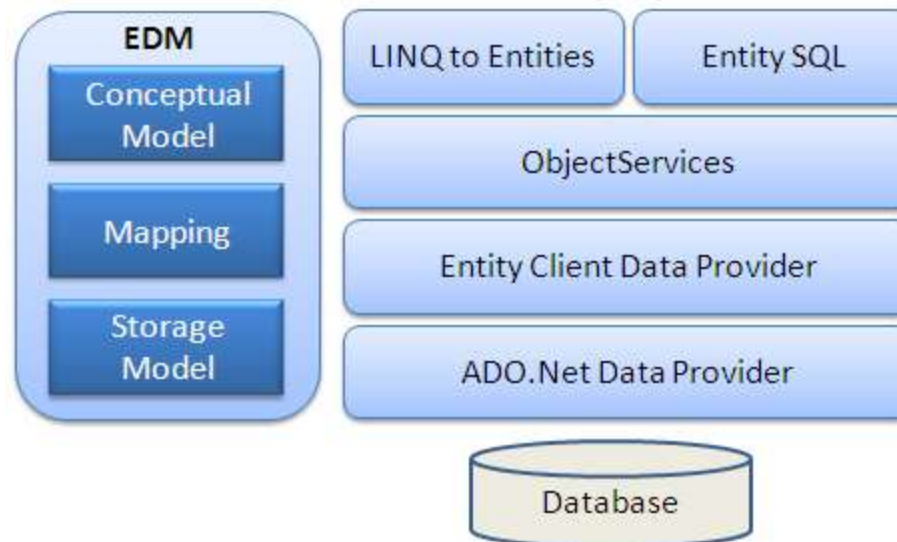 EDM
Conceptual
Model
Mapping
Storage
Model
LINQ to Entities
Entity SQL
ObjectServices
Entity Client Data Provider
ADO.Net Data Provider
Database